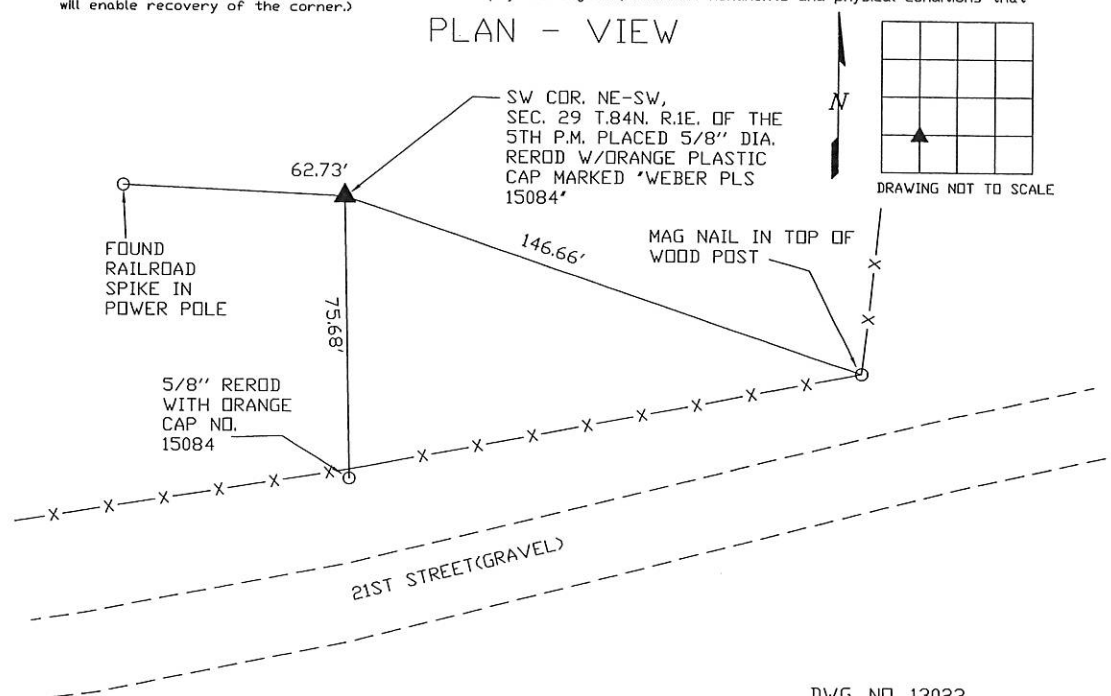 will enable recovery of the corner.)
PLAN - VIEW
N
SW COR. NE-SW,
SEC. 29 T.84N. R.1E. OF THE
5TH P.M. PLACED 5/8" DIA.
REROD W/ORANGE PLASTIC
CAP MARKED "WEBER PLS
15084"
DRAWING NOT TO SCALE
62.73'
FOUND
RAILROAD
SPIKE IN
POWER POLE
146.66'
MAG NAIL IN TOP OF
WOOD POST
75.68'
5/8" REROD
WITH ORANGE
CAP NO.
15084
21ST STREET(GRAVEL)